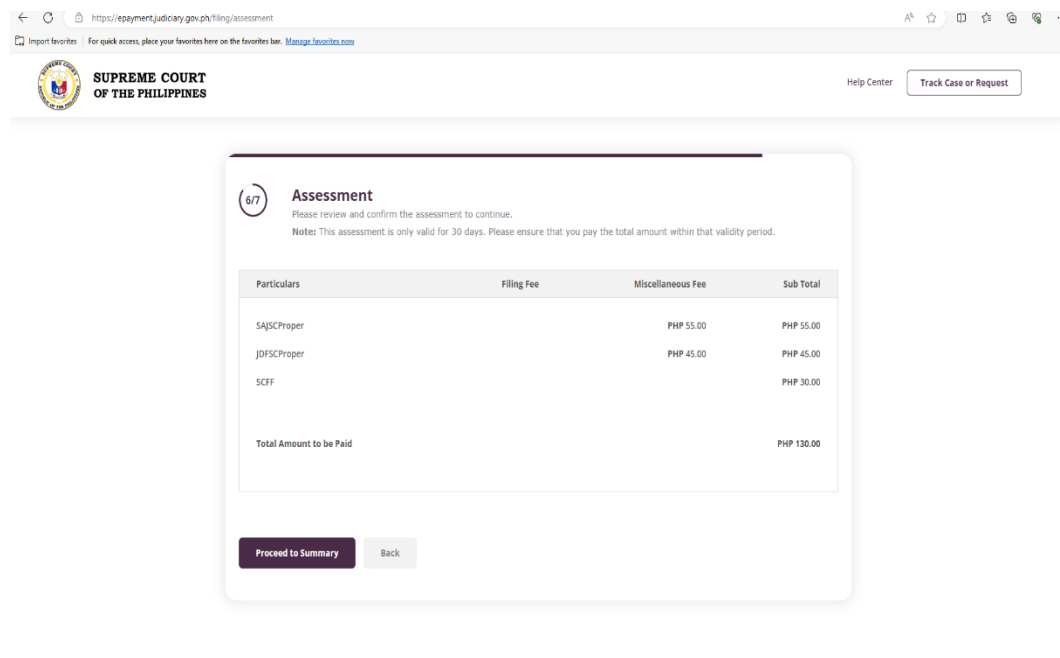 https://epayment.judiciary.gov.ph/filing/assessment
Import favorites | For quick access, place your favorites here on the favorites bar. Manage favorites now
SUPREME COURT
OF THE PHILIPPINES
Help Center
Track Case or Request
6/7
Assessment
Please review and confirm the assessment to continue.
Note: This assessment is only valid for 30 days. Please ensure that you pay the total amount within that validity period.
Particulars Filing Fee Miscellaneous Fee Sub Total
SAJSCProper PHP 55.00 PHP 55.00
JDFSCProper PHP 45.00 PHP 45.00
SCFF PHP 30.00
Total Amount to be Paid PHP 130.00
Proceed to Summary Back